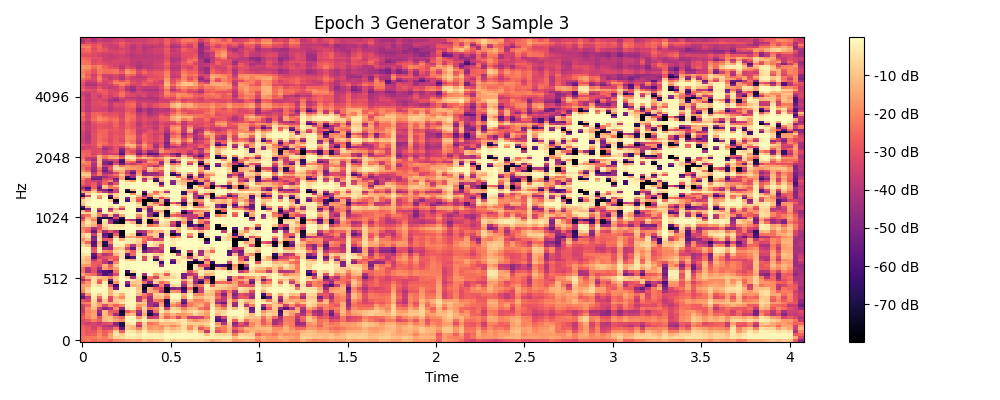 Epoch 3 Generator 3 Sample 3
Hz
4096
2048
1024
512
0
0 0.5 1 1.5 2 2.5 3 3.5 4
Time
-10 dB
-20 dB
-30 dB
-40 dB
-50 dB
-60 dB
-70 dB